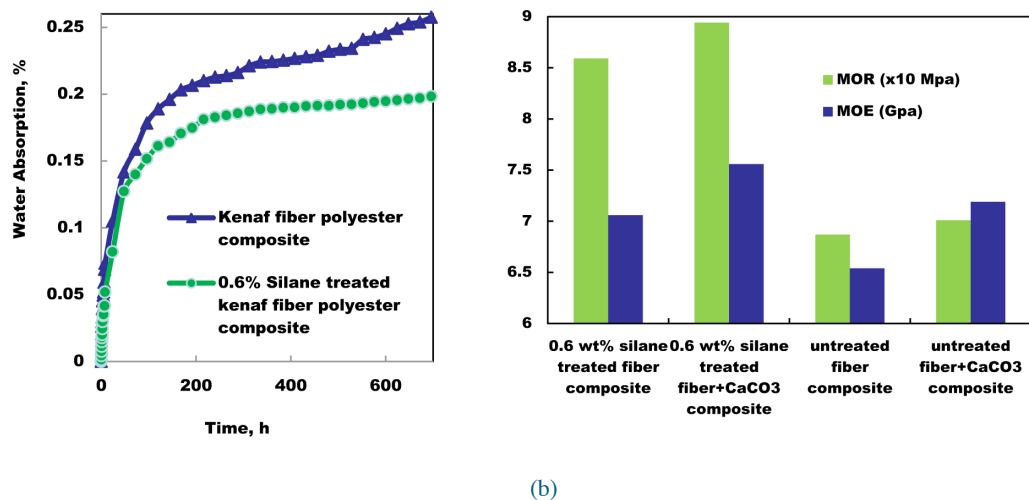 0.25
0.2
0.15
0.1
0.05
0
0 200 400 600
Water Absorption, %
Time, h
Kenaf fiber polyester
composite
0.6% Silane treated
kenaf fiber polyester
composite
9
8.5
8
7.5
7
6.5
6
MOR (x10 Mpa)
MOE (Gpa)
0.6 wt% silane
treated fiber
composite
0.6 wt% silane
treated
fiber+CaCO3
composite
untreated
fiber
composite
untreated
fiber+CaCO3
composite
(b)